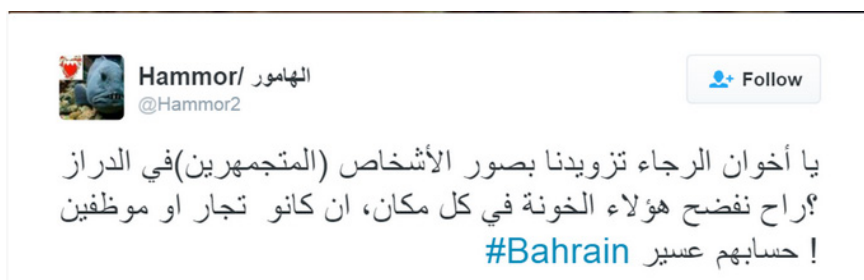 Hammor/ الهامور
@Hammor2
Follow
يا أخوان الرجاء تزويدنا بصور الأشخاص (المتجمهرين)في الدراز
؟راح نفضح هؤلاء الخونة في كل مكان، ان كانو تجار او موظفين
! حسابهم عسير #Bahrain